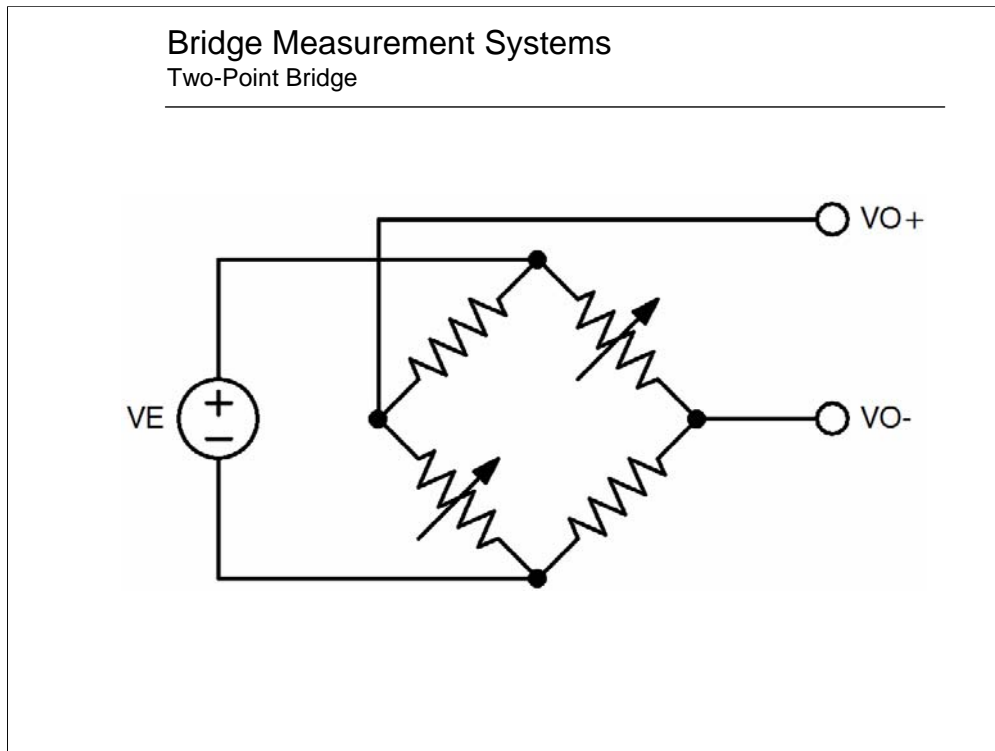 Bridge Measurement Systems
Two-Point Bridge
VO+
VE
+
−
VO-